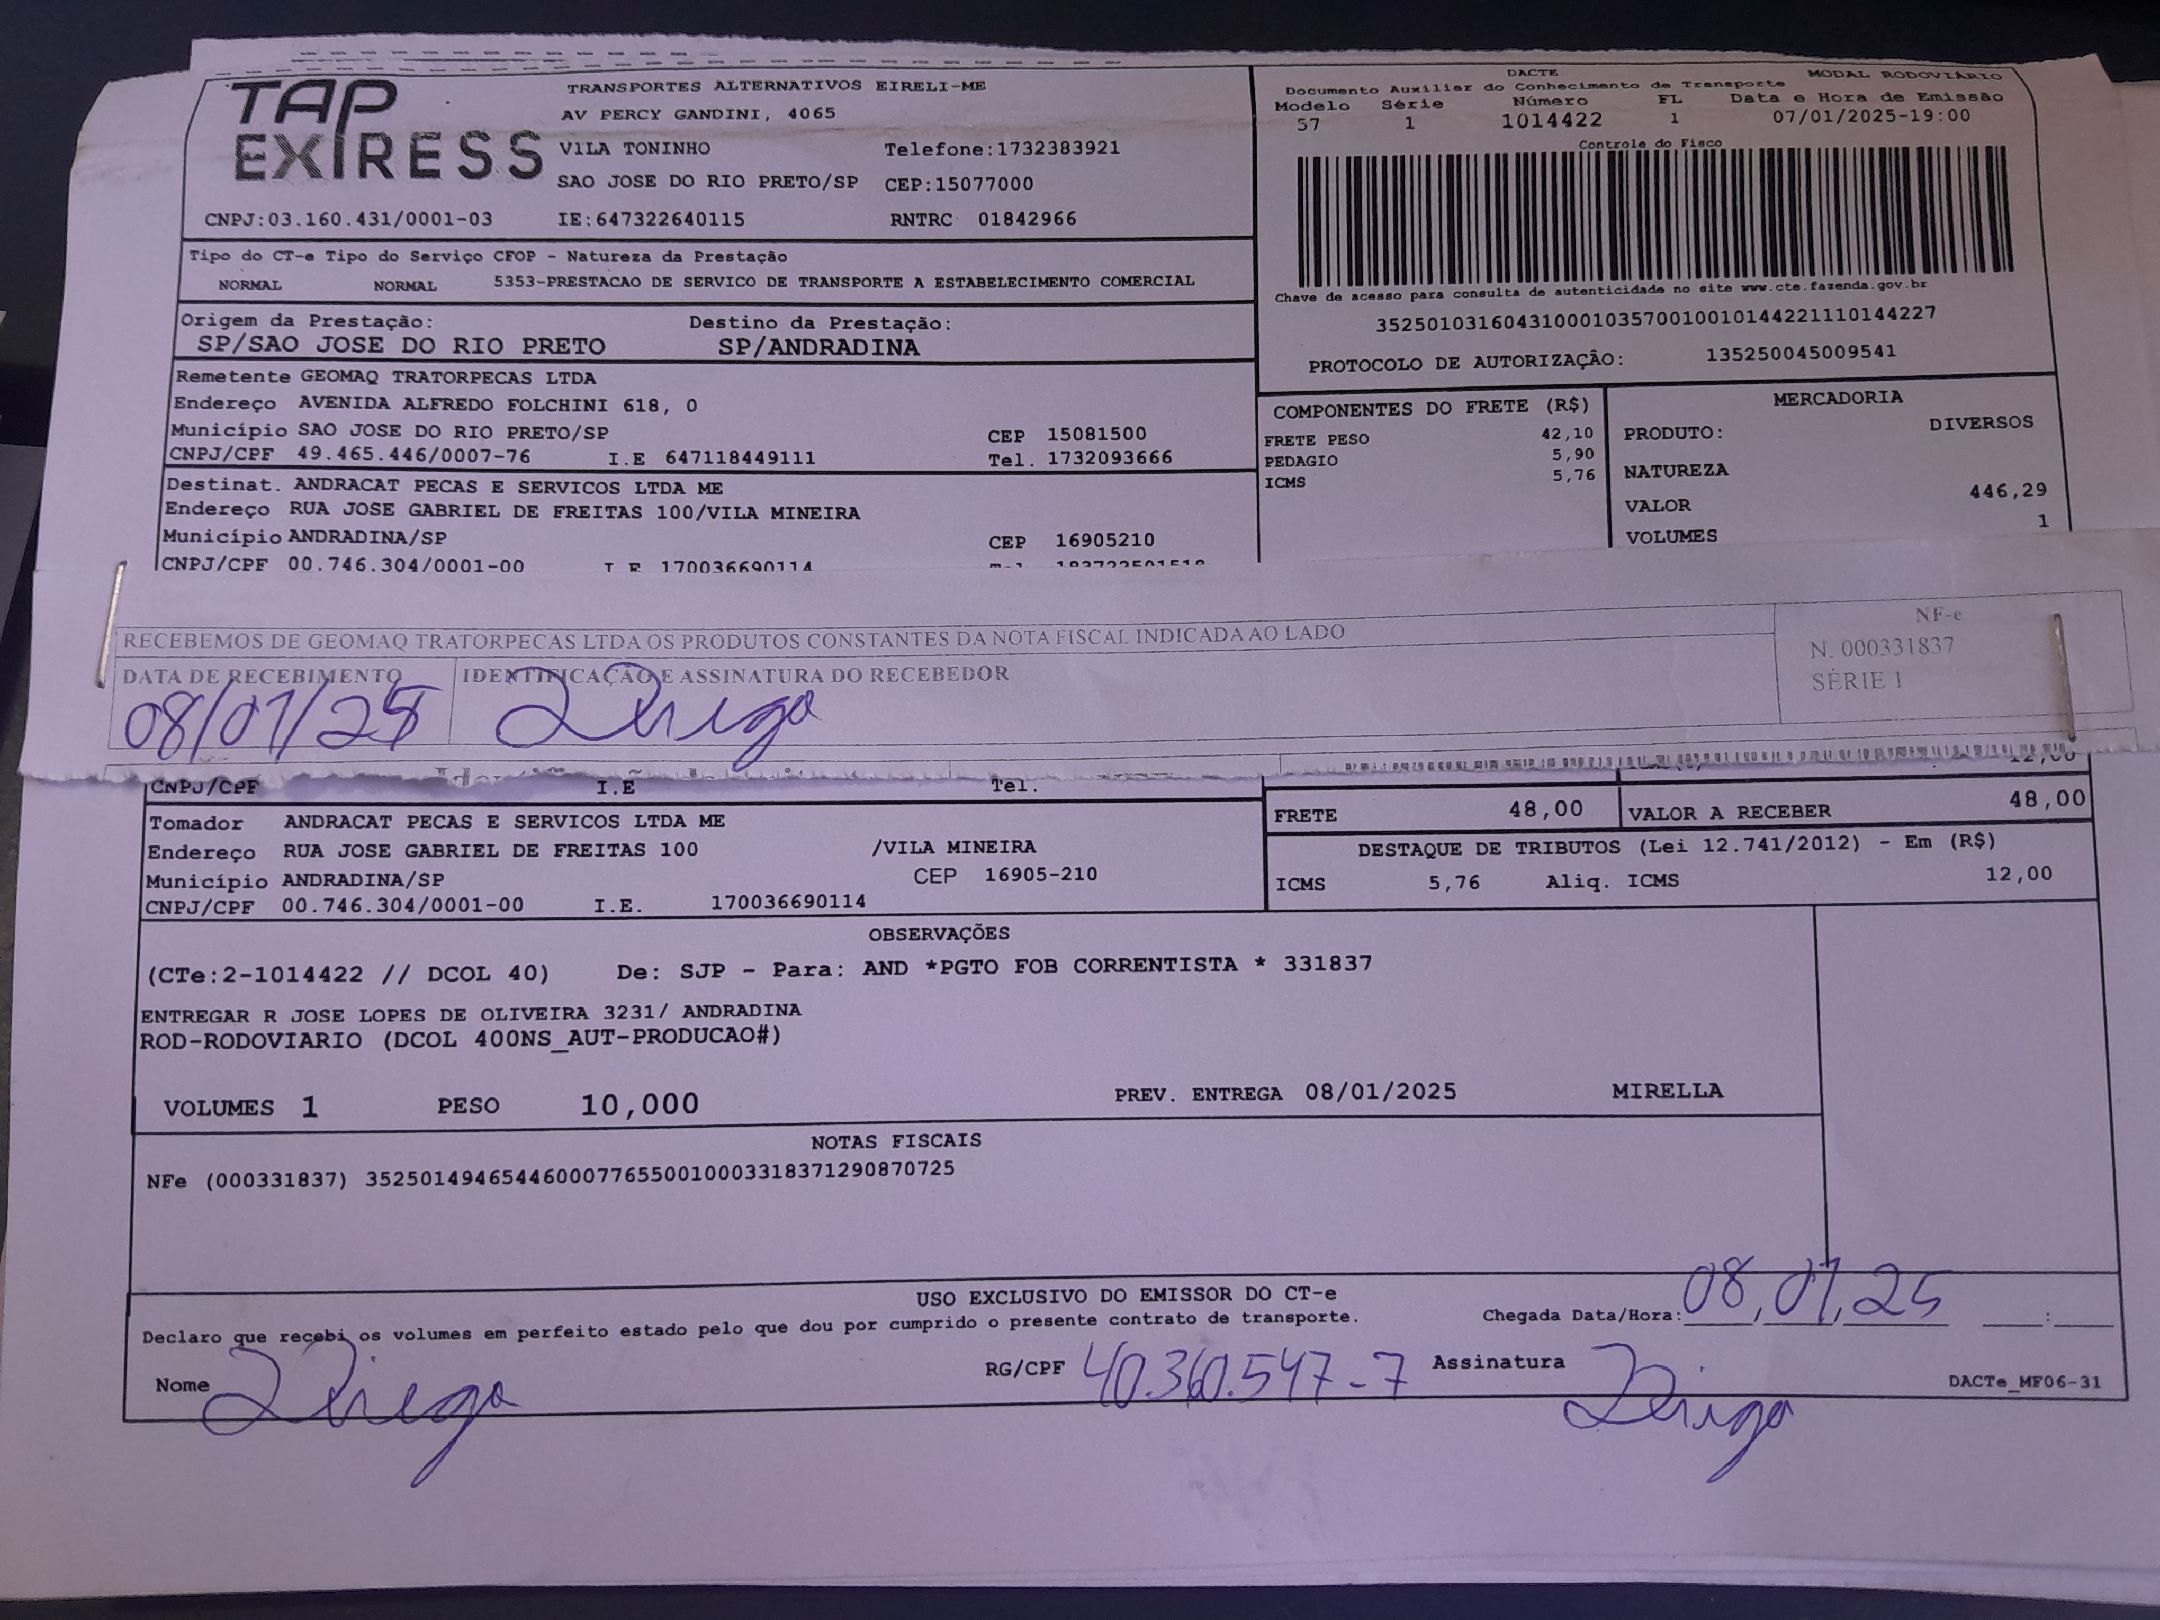 TAP EXIRESS
TRANSPORTES ALTERNATIVOS EIRELI-ME
AV PERCY GANDINI, 4065
VILA TONINHO Telefone:1732383921
SAO JOSE DO RIO PRETO/SP CEP:15077000
CNPJ:03.160.431/0001-03 IE:647322640115 RNTRC 01842966
DACTE MODAL RODOVIÁRIO
Documento Auxiliar do Conhecimento de Transporte
Modelo Série Número FL Data e Hora de Emissão
57 1 1014422 1 07/01/2025-19:00
Controle do Fisco
Chave de acesso para consulta de autenticidade no site www.cte.fazenda.gov.br
35250103160431000103570010010144221110144227
PROTOCOLO DE AUTORIZAÇÃO: 135250045009541
Tipo do CT-e Tipo do Serviço CFOP - Natureza da Prestação
NORMAL NORMAL 5353-PRESTACAO DE SERVICO DE TRANSPORTE A ESTABELECIMENTO COMERCIAL
Origem da Prestação: Destino da Prestação:
SP/SAO JOSE DO RIO PRETO SP/ANDRADINA
Remetente GEOMAQ TRATORPECAS LTDA
Endereço AVENIDA ALFREDO FOLCHINI 618, 0
Município SAO JOSE DO RIO PRETO/SP CEP 15081500
CNPJ/CPF 49.465.446/0007-76 I.E 647118449111 Tel. 1732093666
Destinat. ANDRACAT PECAS E SERVICOS LTDA ME
Endereço RUA JOSE GABRIEL DE FREITAS 100/VILA MINEIRA
Município ANDRADINA/SP CEP 16905210
CNPJ/CPF 00.746.304/0001-00 I E 170036690114
COMPONENTES DO FRETE (R$)
FRETE PESO 42,10
PEDAGIO 5,90
ICMS 5,76
MERCADORIA
PRODUTO: DIVERSOS
NATUREZA
VALOR 446,29
VOLUMES 1
RECEBEMOS DE GEOMAQ TRATORPECAS LTDA OS PRODUTOS CONSTANTES DA NOTA FISCAL INDICADA AO LADO
DATA DE RECEBIMENTO IDENTIFICAÇÃO E ASSINATURA DO RECEBEDOR
08/01/25 Diego
NF-e
N. 000331837
SÉRIE 1
CNPJ/CPF I.E Tel.
12,00
FRETE 48,00 VALOR A RECEBER 48,00
Tomador ANDRACAT PECAS E SERVICOS LTDA ME
Endereço RUA JOSE GABRIEL DE FREITAS 100 /VILA MINEIRA
Município ANDRADINA/SP CEP 16905-210
CNPJ/CPF 00.746.304/0001-00 I.E. 170036690114
DESTAQUE DE TRIBUTOS (Lei 12.741/2012) - Em (R$)
ICMS 5,76 Aliq. ICMS 12,00
OBSERVAÇÕES
(CTe:2-1014422 // DCOL 40) De: SJP - Para: AND *PGTO FOB CORRENTISTA * 331837
ENTREGAR R JOSE LOPES DE OLIVEIRA 3231/ ANDRADINA
ROD-RODOVIARIO (DCOL 400NS_AUT-PRODUCAO#)
VOLUMES 1 PESO 10,000 PREV. ENTREGA 08/01/2025 MIRELLA
NOTAS FISCAIS
NFe (000331837) 35250149465446000776550010003318371290870725
USO EXCLUSIVO DO EMISSOR DO CT-e
Declaro que recebi os volumes em perfeito estado pelo que dou por cumprido o presente contrato de transporte.
Chegada Data/Hora: 08,01,25 :
Nome Diego RG/CPF 40.360.547-7 Assinatura Diego
DACTe_MF06-31